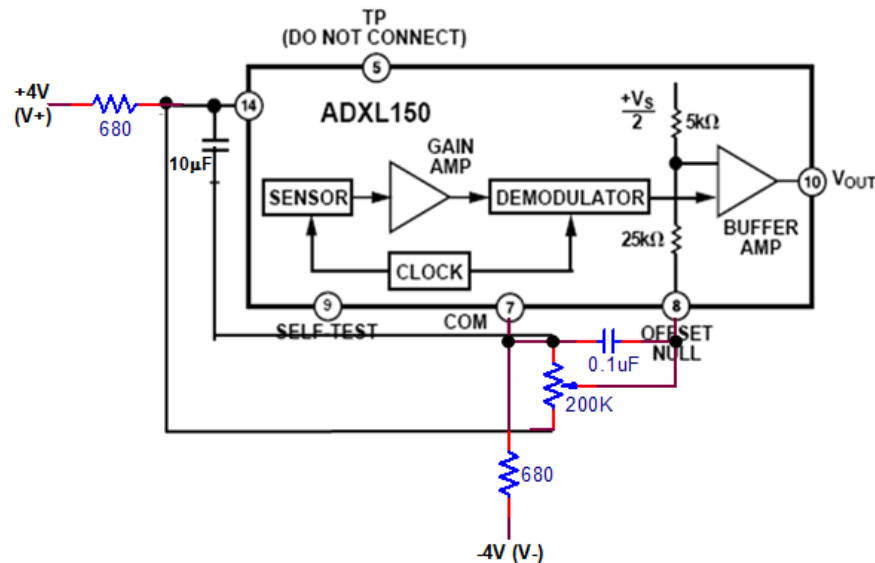 TP
(DO NOT CONNECT)
5
+4V
(V+)
680
14
ADXL150
+VS
2
5kΩ
10μF
GAIN
AMP
SENSOR
DEMODULATOR
10
VOUT
BUFFER
AMP
25kΩ
CLOCK
9
7
8
SELF-TEST
COM
OFFSET
NULL
0.1uF
200K
680
-4V (V-)